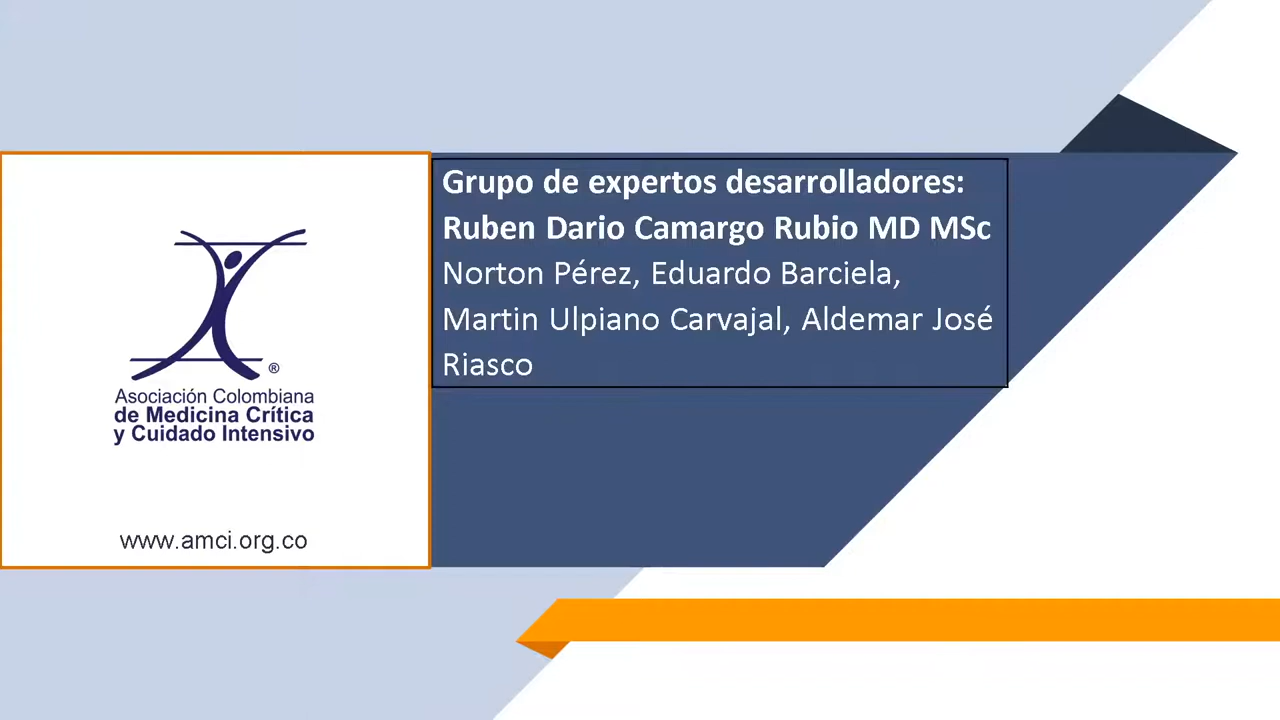 Grupo de expertos desarrolladores:
Ruben Dario Camargo Rubio MD MSc
Norton Pérez, Eduardo Barciela,
Martin Ulpiano Carvajal, Aldemar José
Riasco
®
Asociación Colombiana
de Medicina Crítica
y Cuidado Intensivo
www.amci.org.co